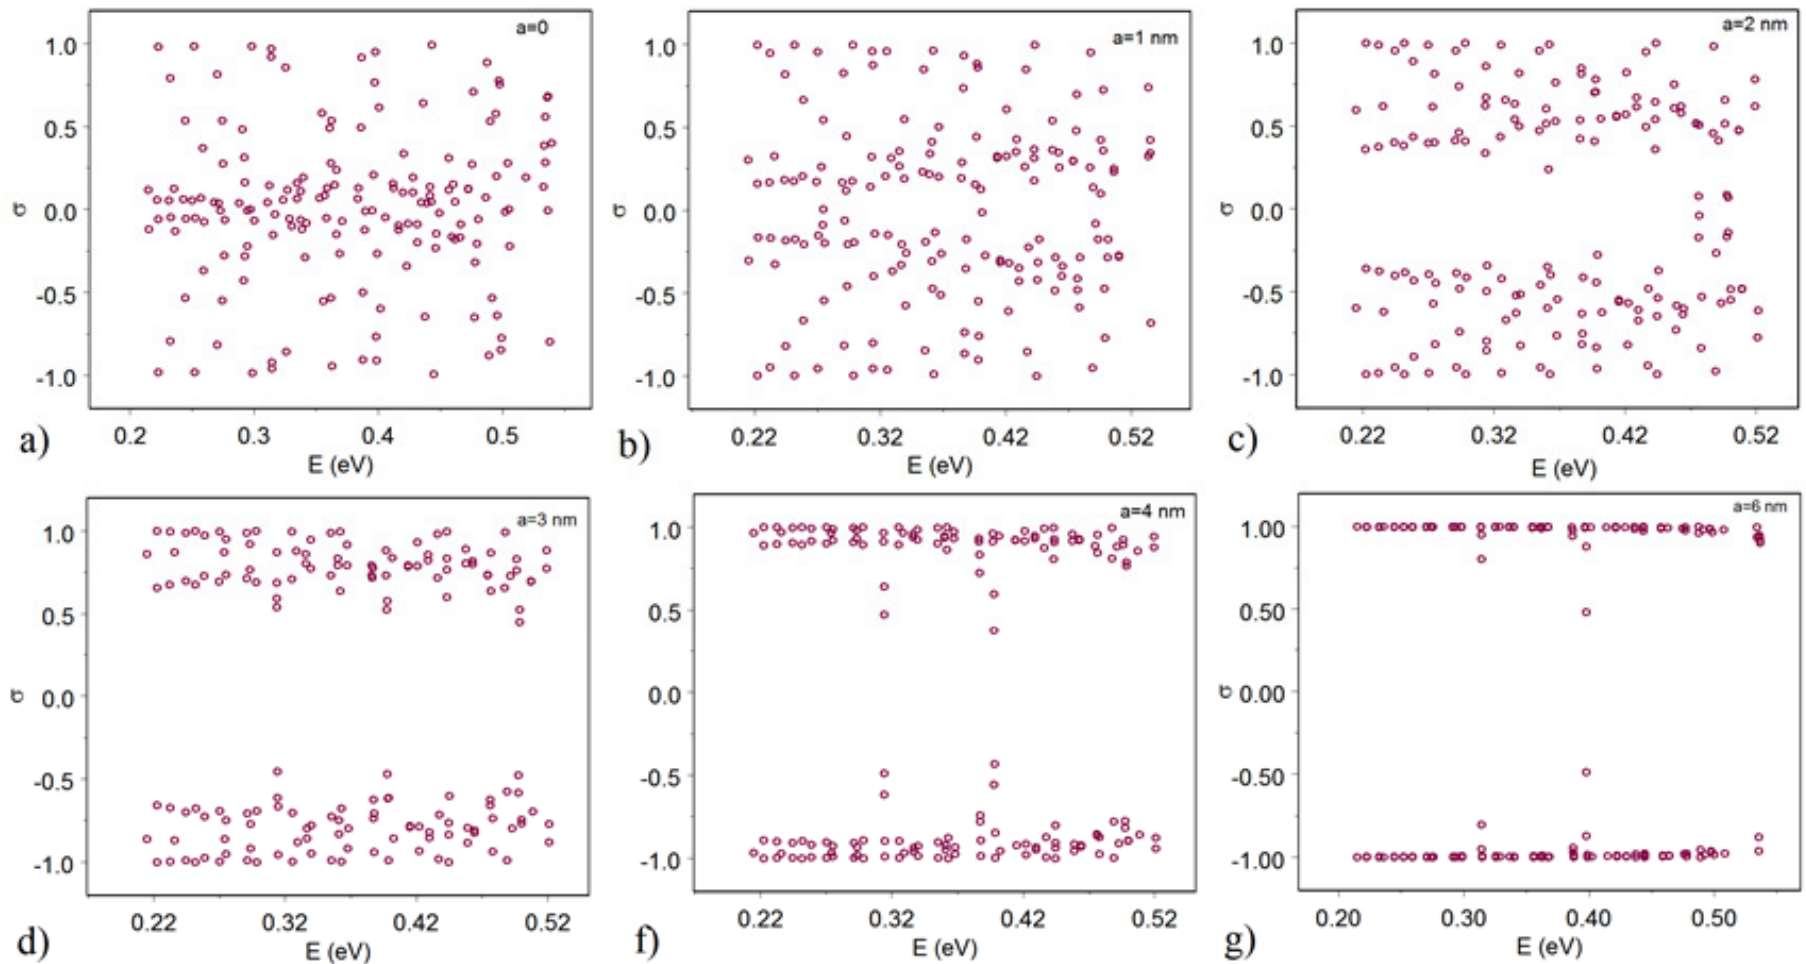 a=0
1.0
0.5
0.0
-0.5
-1.0
σ
0.2 0.3 0.4 0.5
E (eV)
a)
a=1 nm
1.0
0.5
0.0
-0.5
-1.0
σ
0.22 0.32 0.42 0.52
E (eV)
b)
a=2 nm
1.0
0.5
0.0
-0.5
-1.0
σ
0.22 0.32 0.42 0.52
E (eV)
c)
a=3 nm
1.0
0.5
0.0
-0.5
-1.0
σ
0.22 0.32 0.42 0.52
E (eV)
d)
a=4 nm
1.0
0.5
0.0
-0.5
-1.0
σ
0.22 0.32 0.42 0.52
E (eV)
f)
a=6 nm
1.00
0.50
0.00
-0.50
-1.00
σ
0.20 0.30 0.40 0.50
E (eV)
g)